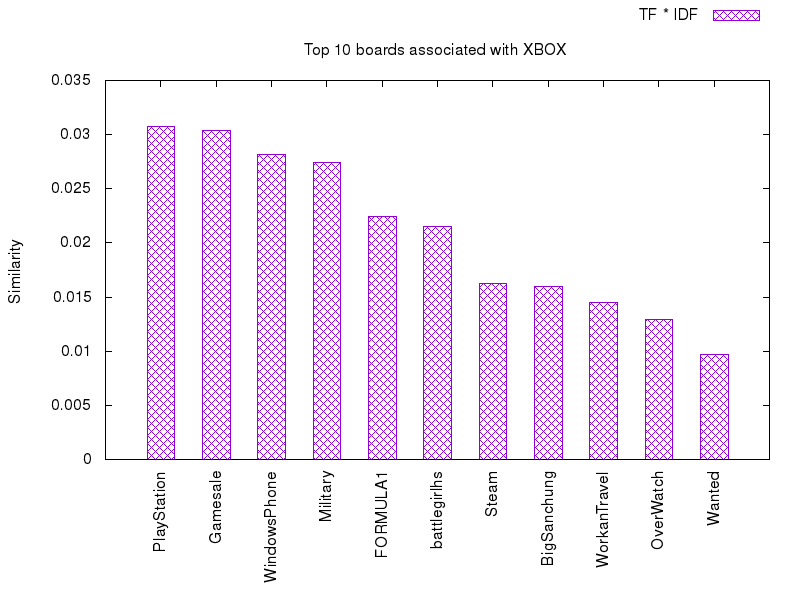 TF * IDF
Top 10 boards associated with XBOX
0.035
0.03
0.025
0.02
0.015
0.01
0.005
0
Similarity
PlayStation
Gamesale
WindowsPhone
Military
FORMULA1
battlegirlhs
Steam
BigSanchung
WorkanTravel
OverWatch
Wanted